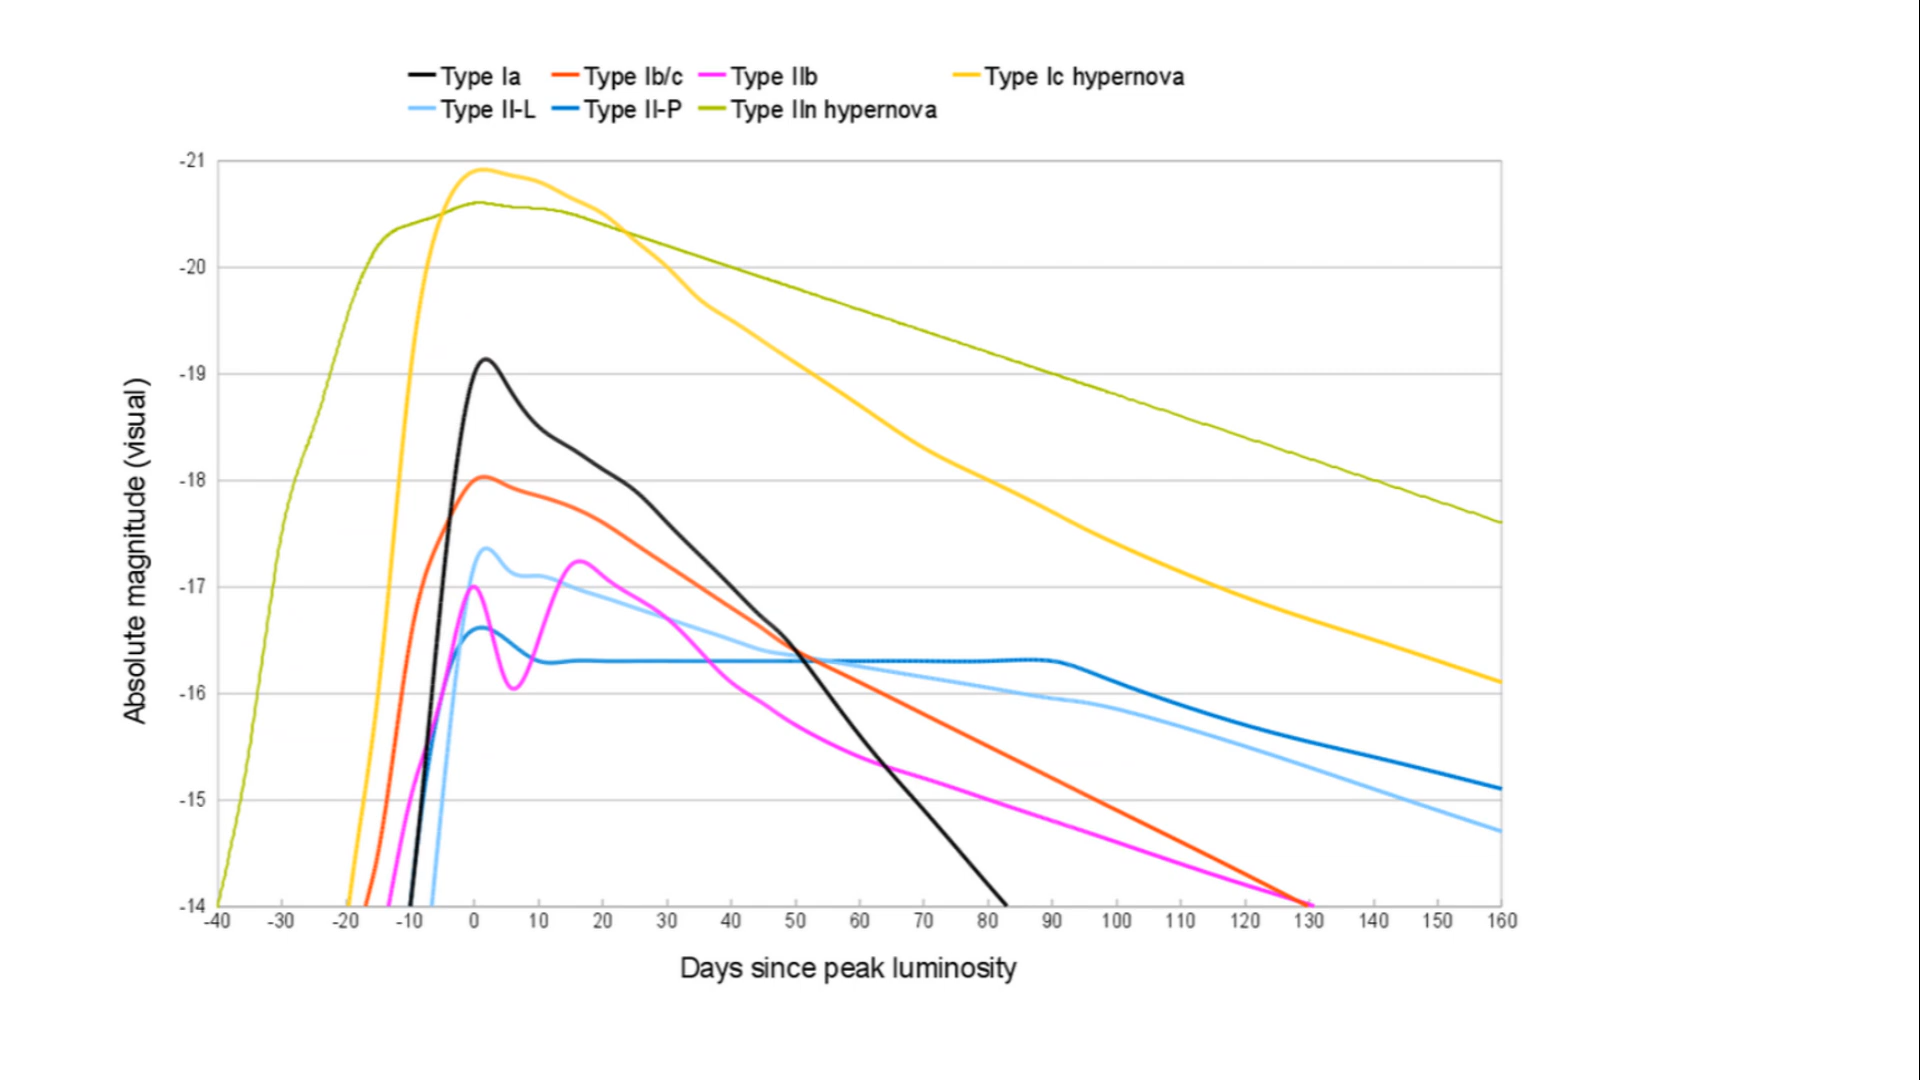 Type Ia Type Ib/c Type IIb Type Ic hypernova
Type II-L Type II-P Type IIn hypernova
-21
-20
-19
-18
-17
-16
-15
-14
Absolute magnitude (visual)
-40 -30 -20 -10 0 10 20 30 40 50 60 70 80 90 100 110 120 130 140 150 160
Days since peak luminosity